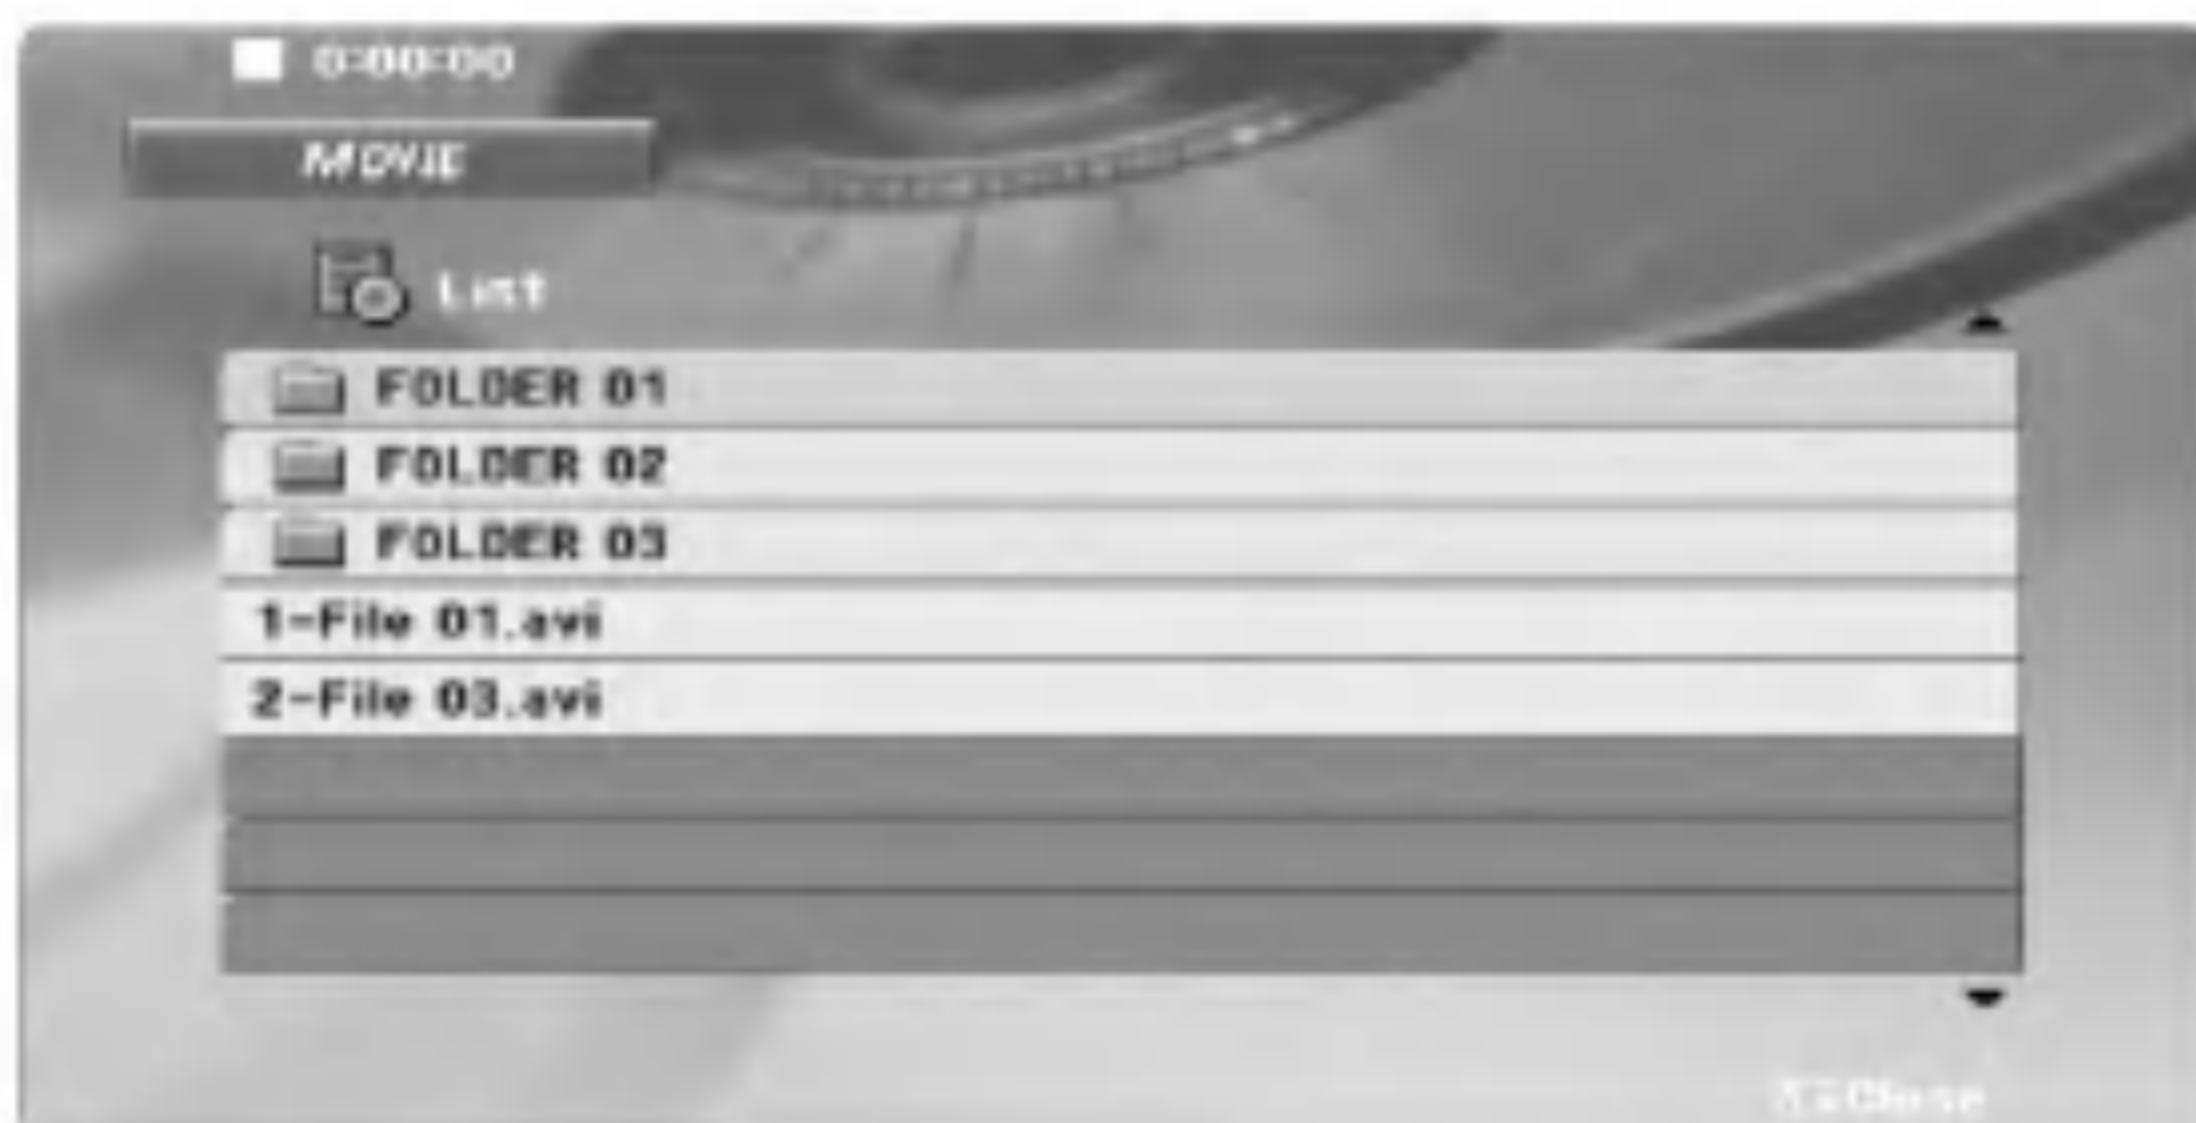 0:00:00
MOVIE
List
FOLDER 01
FOLDER 02
FOLDER 03
1-File 01.avi
2-File 03.avi
Close